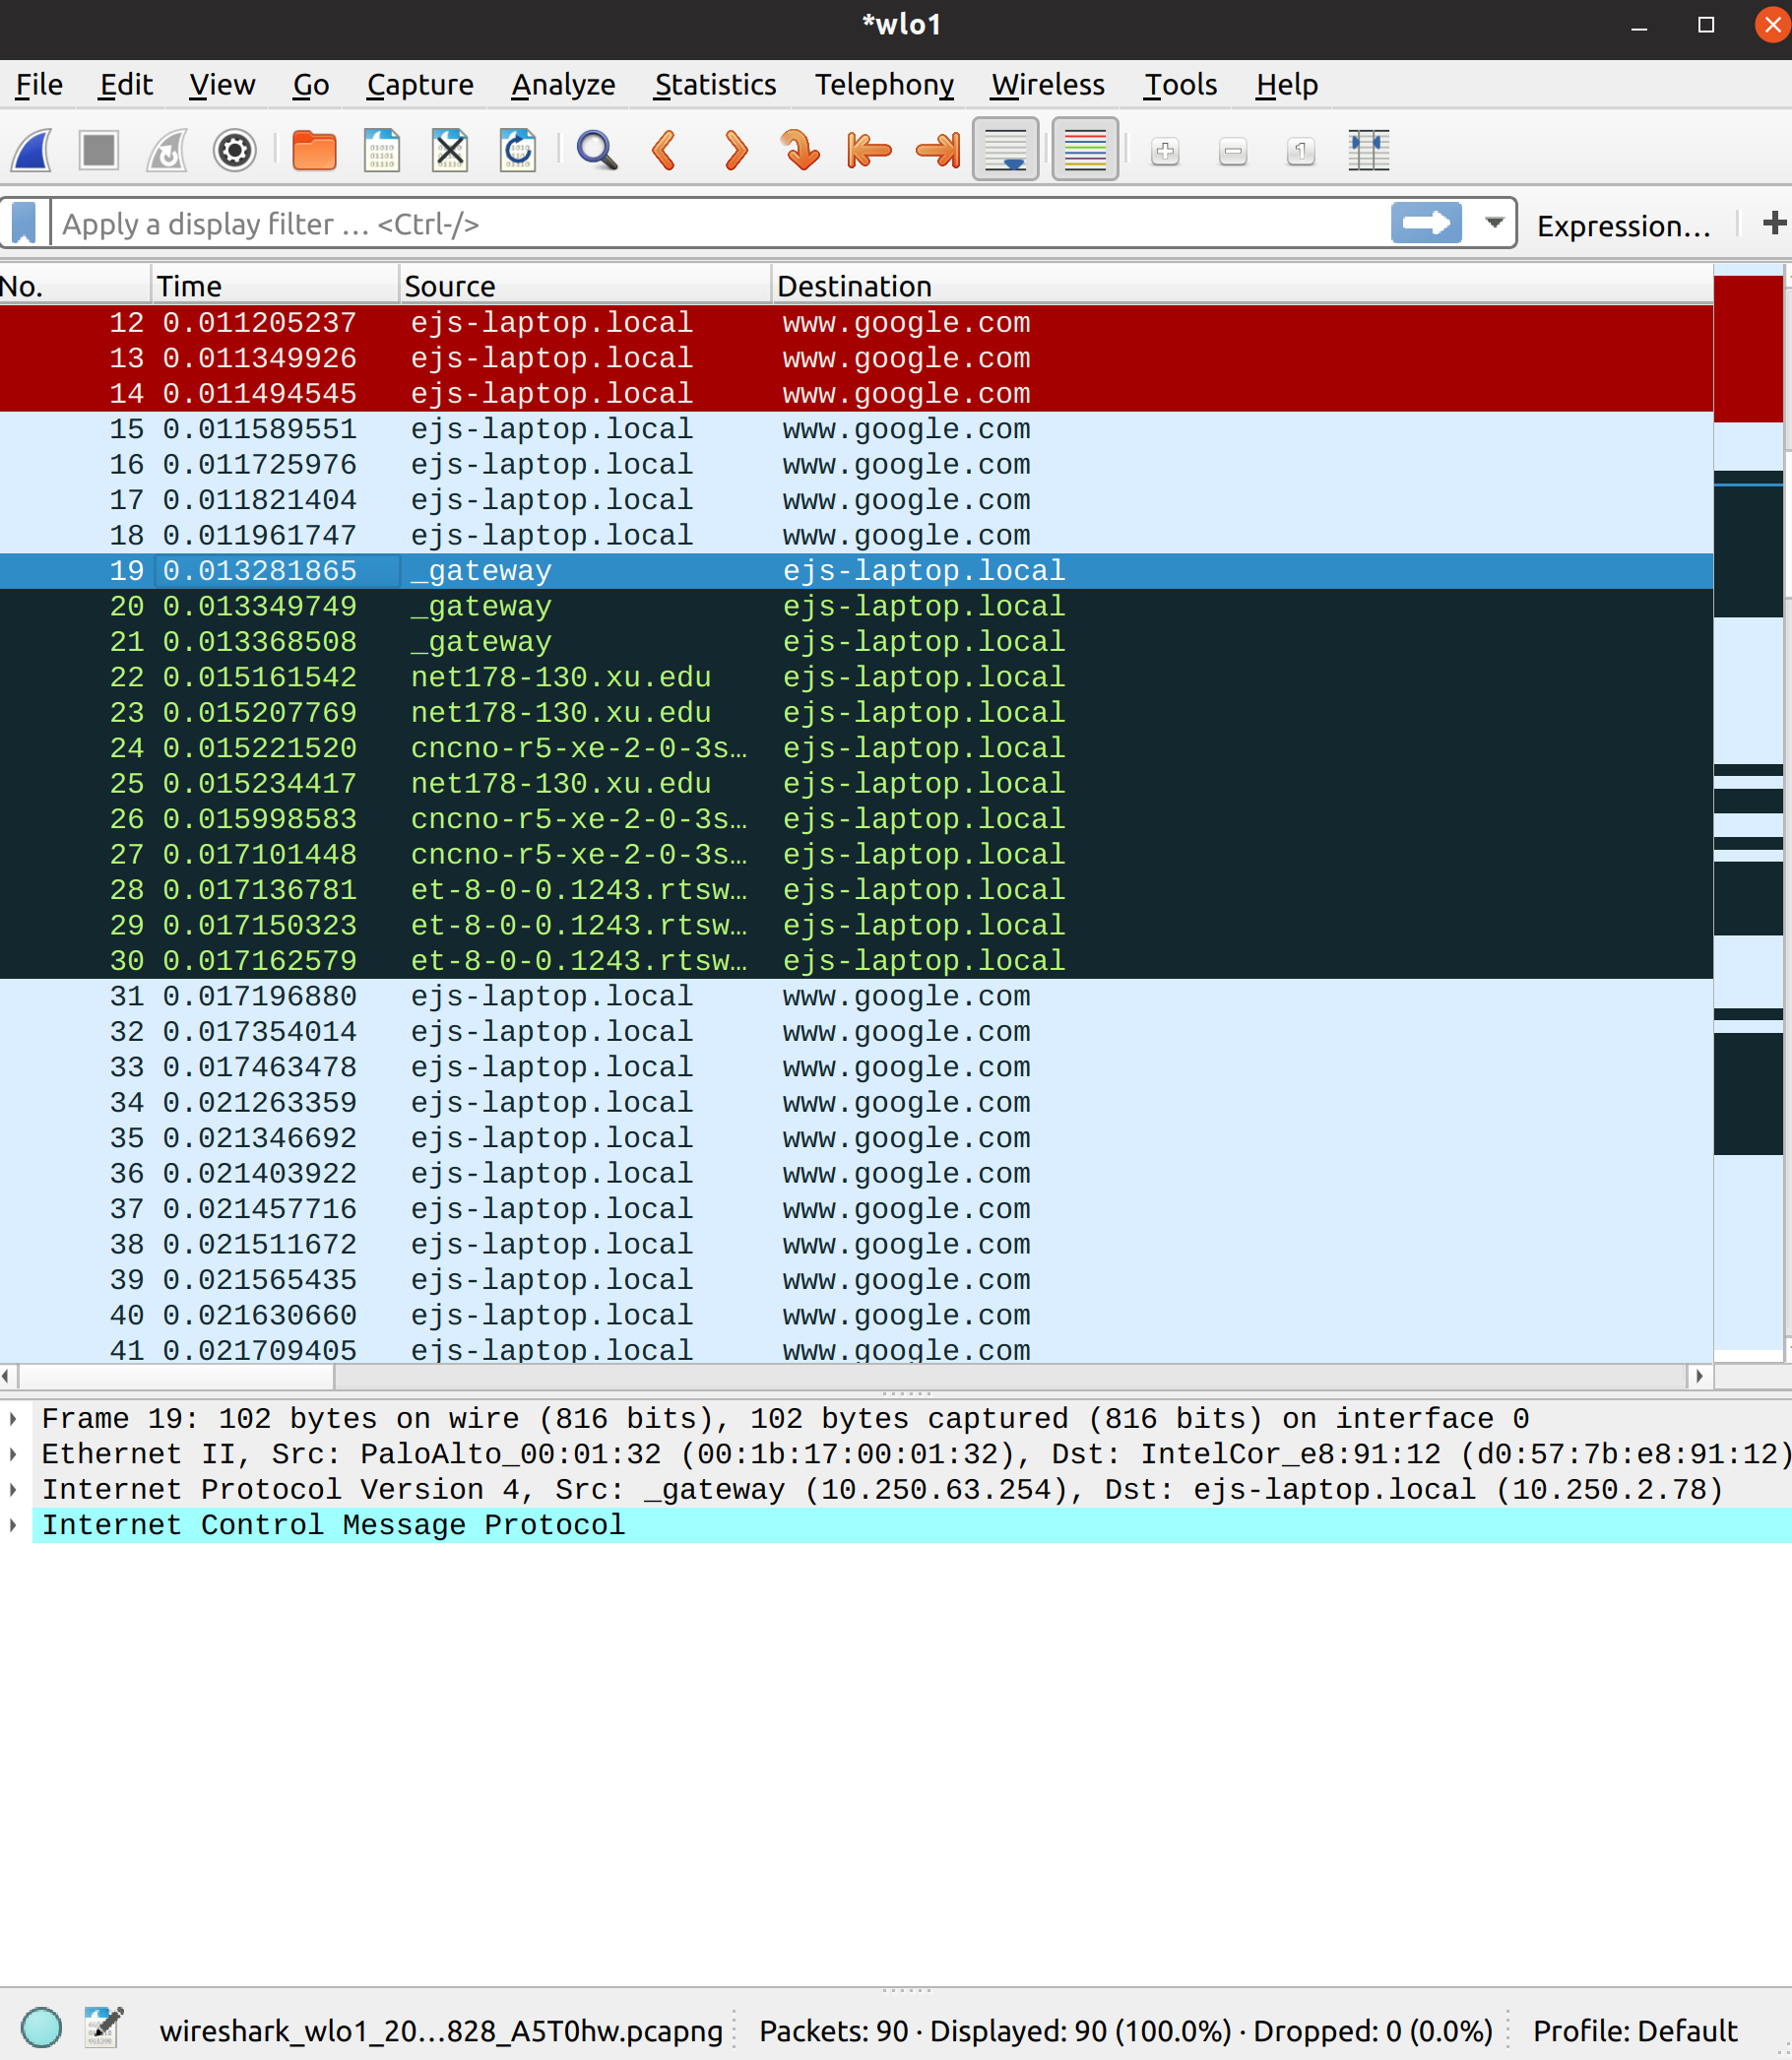 *wlo1
File Edit View Go Capture Analyze Statistics Telephony Wireless Tools Help
Apply a display filter … <Ctrl-/> Expression… +
No. Time Source Destination
12 0.011205237 ejs-laptop.local www.google.com
13 0.011349926 ejs-laptop.local www.google.com
14 0.011494545 ejs-laptop.local www.google.com
15 0.011589551 ejs-laptop.local www.google.com
16 0.011725976 ejs-laptop.local www.google.com
17 0.011821404 ejs-laptop.local www.google.com
18 0.011961747 ejs-laptop.local www.google.com
19 0.013281865 _gateway ejs-laptop.local
20 0.013349749 _gateway ejs-laptop.local
21 0.013368508 _gateway ejs-laptop.local
22 0.015161542 net178-130.xu.edu ejs-laptop.local
23 0.015207769 net178-130.xu.edu ejs-laptop.local
24 0.015221520 cncno-r5-xe-2-0-3s… ejs-laptop.local
25 0.015234417 net178-130.xu.edu ejs-laptop.local
26 0.015998583 cncno-r5-xe-2-0-3s… ejs-laptop.local
27 0.017101448 cncno-r5-xe-2-0-3s… ejs-laptop.local
28 0.017136781 et-8-0-0.1243.rtsw… ejs-laptop.local
29 0.017150323 et-8-0-0.1243.rtsw… ejs-laptop.local
30 0.017162579 et-8-0-0.1243.rtsw… ejs-laptop.local
31 0.017196880 ejs-laptop.local www.google.com
32 0.017354014 ejs-laptop.local www.google.com
33 0.017463478 ejs-laptop.local www.google.com
34 0.021263359 ejs-laptop.local www.google.com
35 0.021346692 ejs-laptop.local www.google.com
36 0.021403922 ejs-laptop.local www.google.com
37 0.021457716 ejs-laptop.local www.google.com
38 0.021511672 ejs-laptop.local www.google.com
39 0.021565435 ejs-laptop.local www.google.com
40 0.021630660 ejs-laptop.local www.google.com
41 0.021709405 ejs-laptop.local www.google.com
Frame 19: 102 bytes on wire (816 bits), 102 bytes captured (816 bits) on interface 0
Ethernet II, Src: PaloAlto_00:01:32 (00:1b:17:00:01:32), Dst: IntelCor_e8:91:12 (d0:57:7b:e8:91:12)
Internet Protocol Version 4, Src: _gateway (10.250.63.254), Dst: ejs-laptop.local (10.250.2.78)
Internet Control Message Protocol
wireshark_wlo1_20…828_A5T0hw.pcapng Packets: 90 · Displayed: 90 (100.0%) · Dropped: 0 (0.0%) Profile: Default